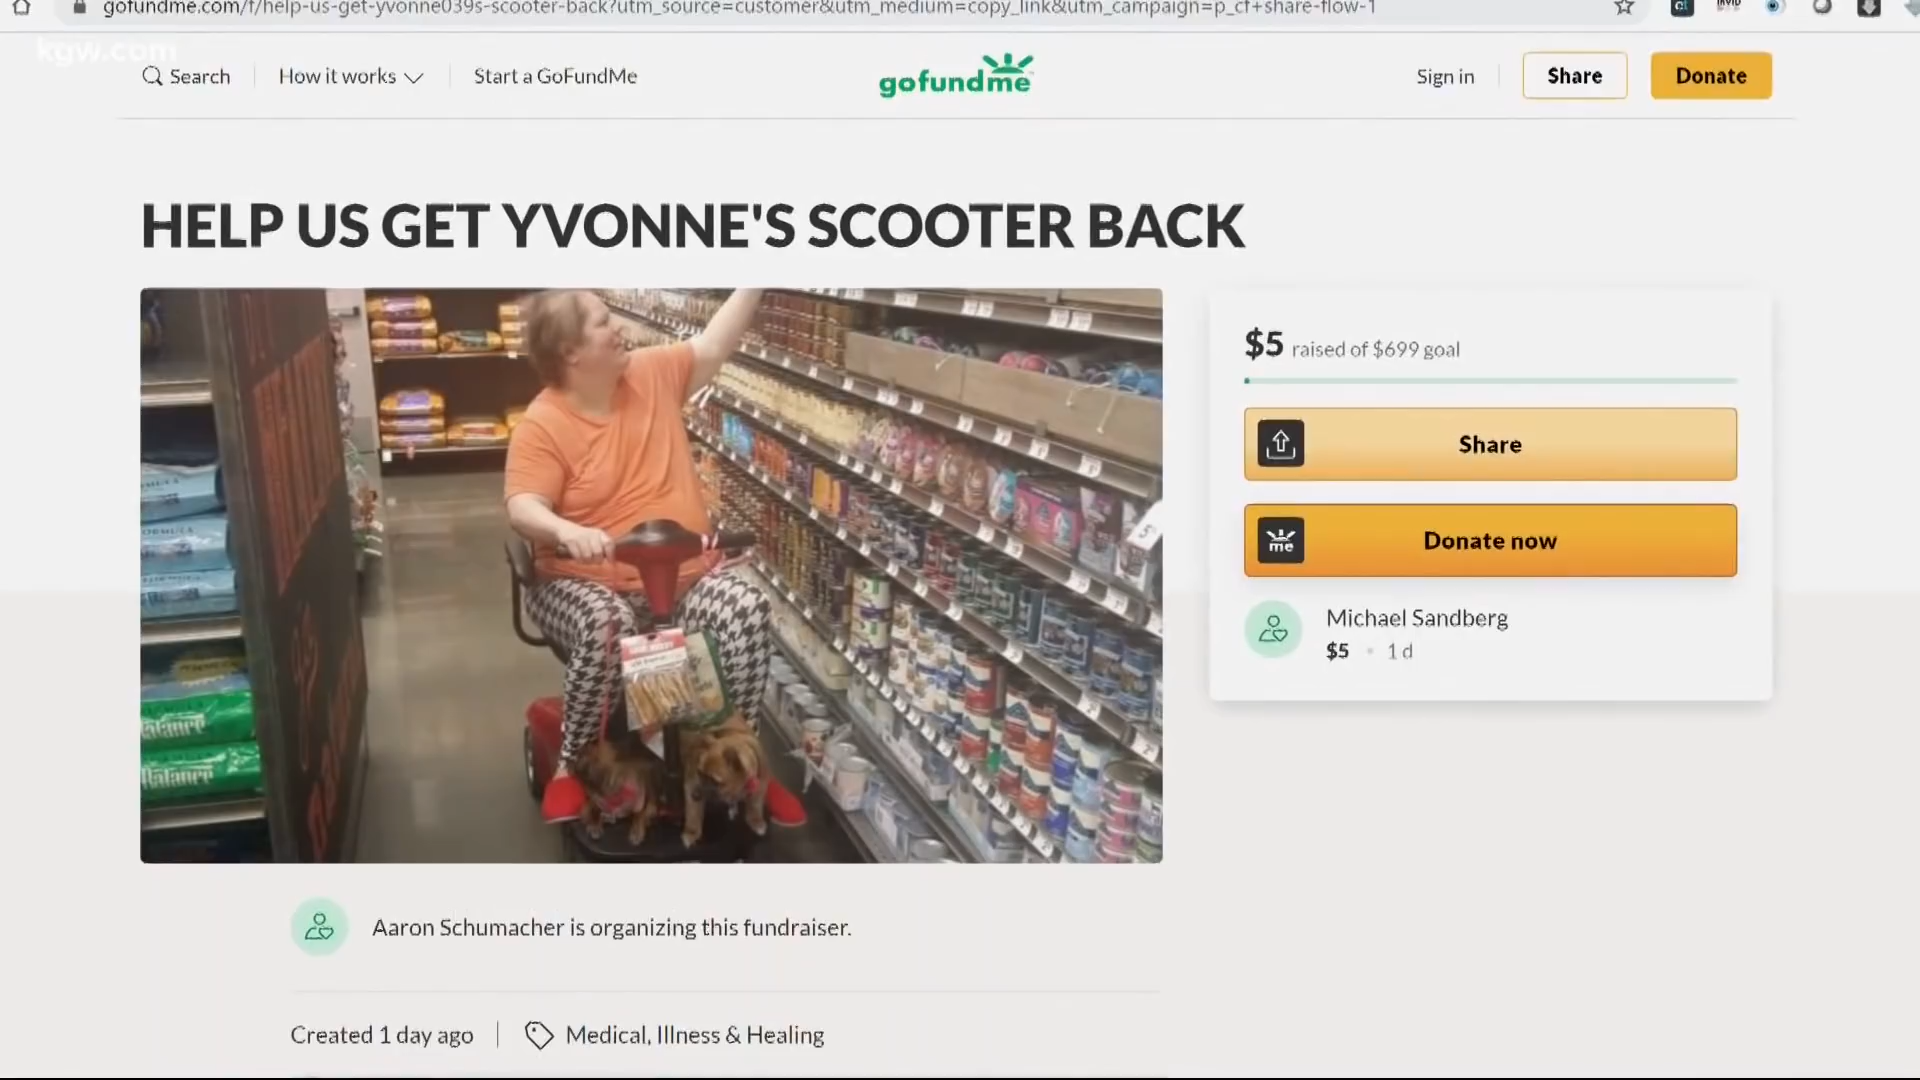 gofundme.com/f/help-us-get-yvonne039s-scooter-back?utm_source=customer&utm_medium=copy_link&utm_campaign=p_cf+share-flow-1
kgw.com
Search
How it works
Start a GoFundMe
gofundme
Sign in
Share
Donate
HELP US GET YVONNE'S SCOOTER BACK
$5 raised of $699 goal
Share
me
Donate now
Michael Sandberg
$5 • 1 d
Balance
Balance
Aaron Schumacher is organizing this fundraiser.
Created 1 day ago
Medical, Illness & Healing